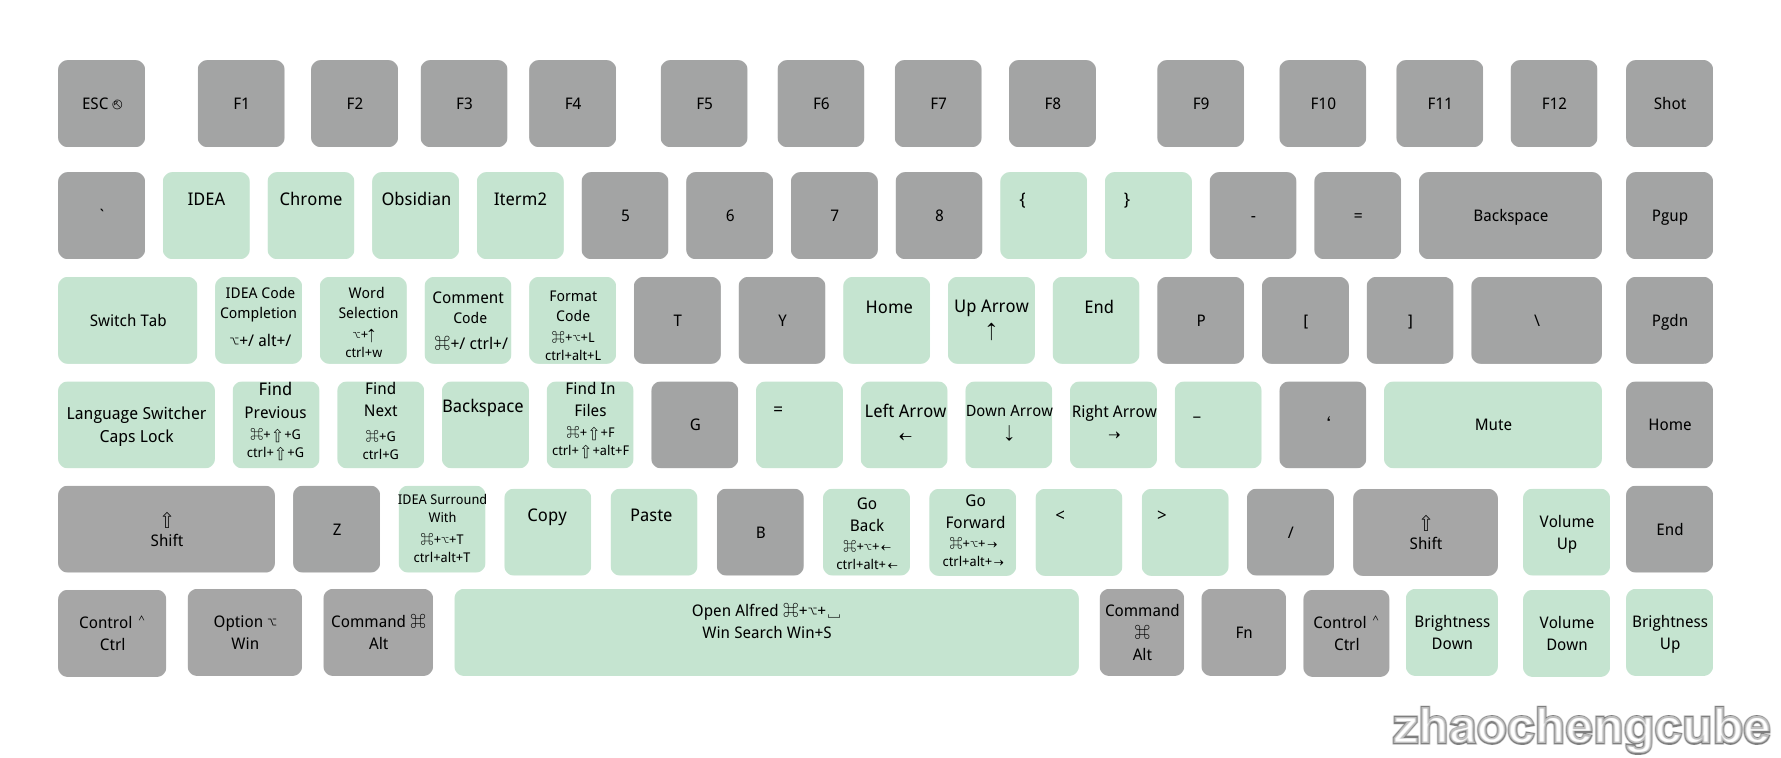 ESC ⎋
F1
F2
F3
F4
F5
F6
F7
F8
F9
F10
F11
F12
Shot
`
IDEA
Chrome
Obsidian
Iterm2
5
6
7
8
{
}
-
=
Backspace
Pgup
Switch Tab
IDEA Code
Completion
⌥+/ alt+/
Word
Selection
⌥+↑
ctrl+w
Comment
Code
⌘+/ ctrl+/
Format
Code
⌘+⌥+L
ctrl+alt+L
T
Y
Home
Up Arrow
↑
End
P
[
]
\
Pgdn
Language Switcher
Caps Lock
Find
Previous
⌘+⇧+G
ctrl+⇧+G
Find
Next
⌘+G
ctrl+G
Backspace
Find In
Files
⌘+⇧+F
ctrl+⇧+alt+F
G
=
Left Arrow
←
Down Arrow
↓
Right Arrow
→
_
‘
Mute
Home
⇧
Shift
Z
IDEA Surround
With
⌘+⌥+T
ctrl+alt+T
Copy
Paste
B
Go
Back
⌘+⌥+←
ctrl+alt+←
Go
Forward
⌘+⌥+→
ctrl+alt+→
<
>
/
⇧
Shift
Volume
Up
End
Control ⌃
Ctrl
Option ⌥
Win
Command ⌘
Alt
Open Alfred ⌘+⌥+⎵
Win Search Win+S
Command
⌘
Alt
Fn
Control ⌃
Ctrl
Brightness
Down
Volume
Down
Brightness
Up
zhaochengcube